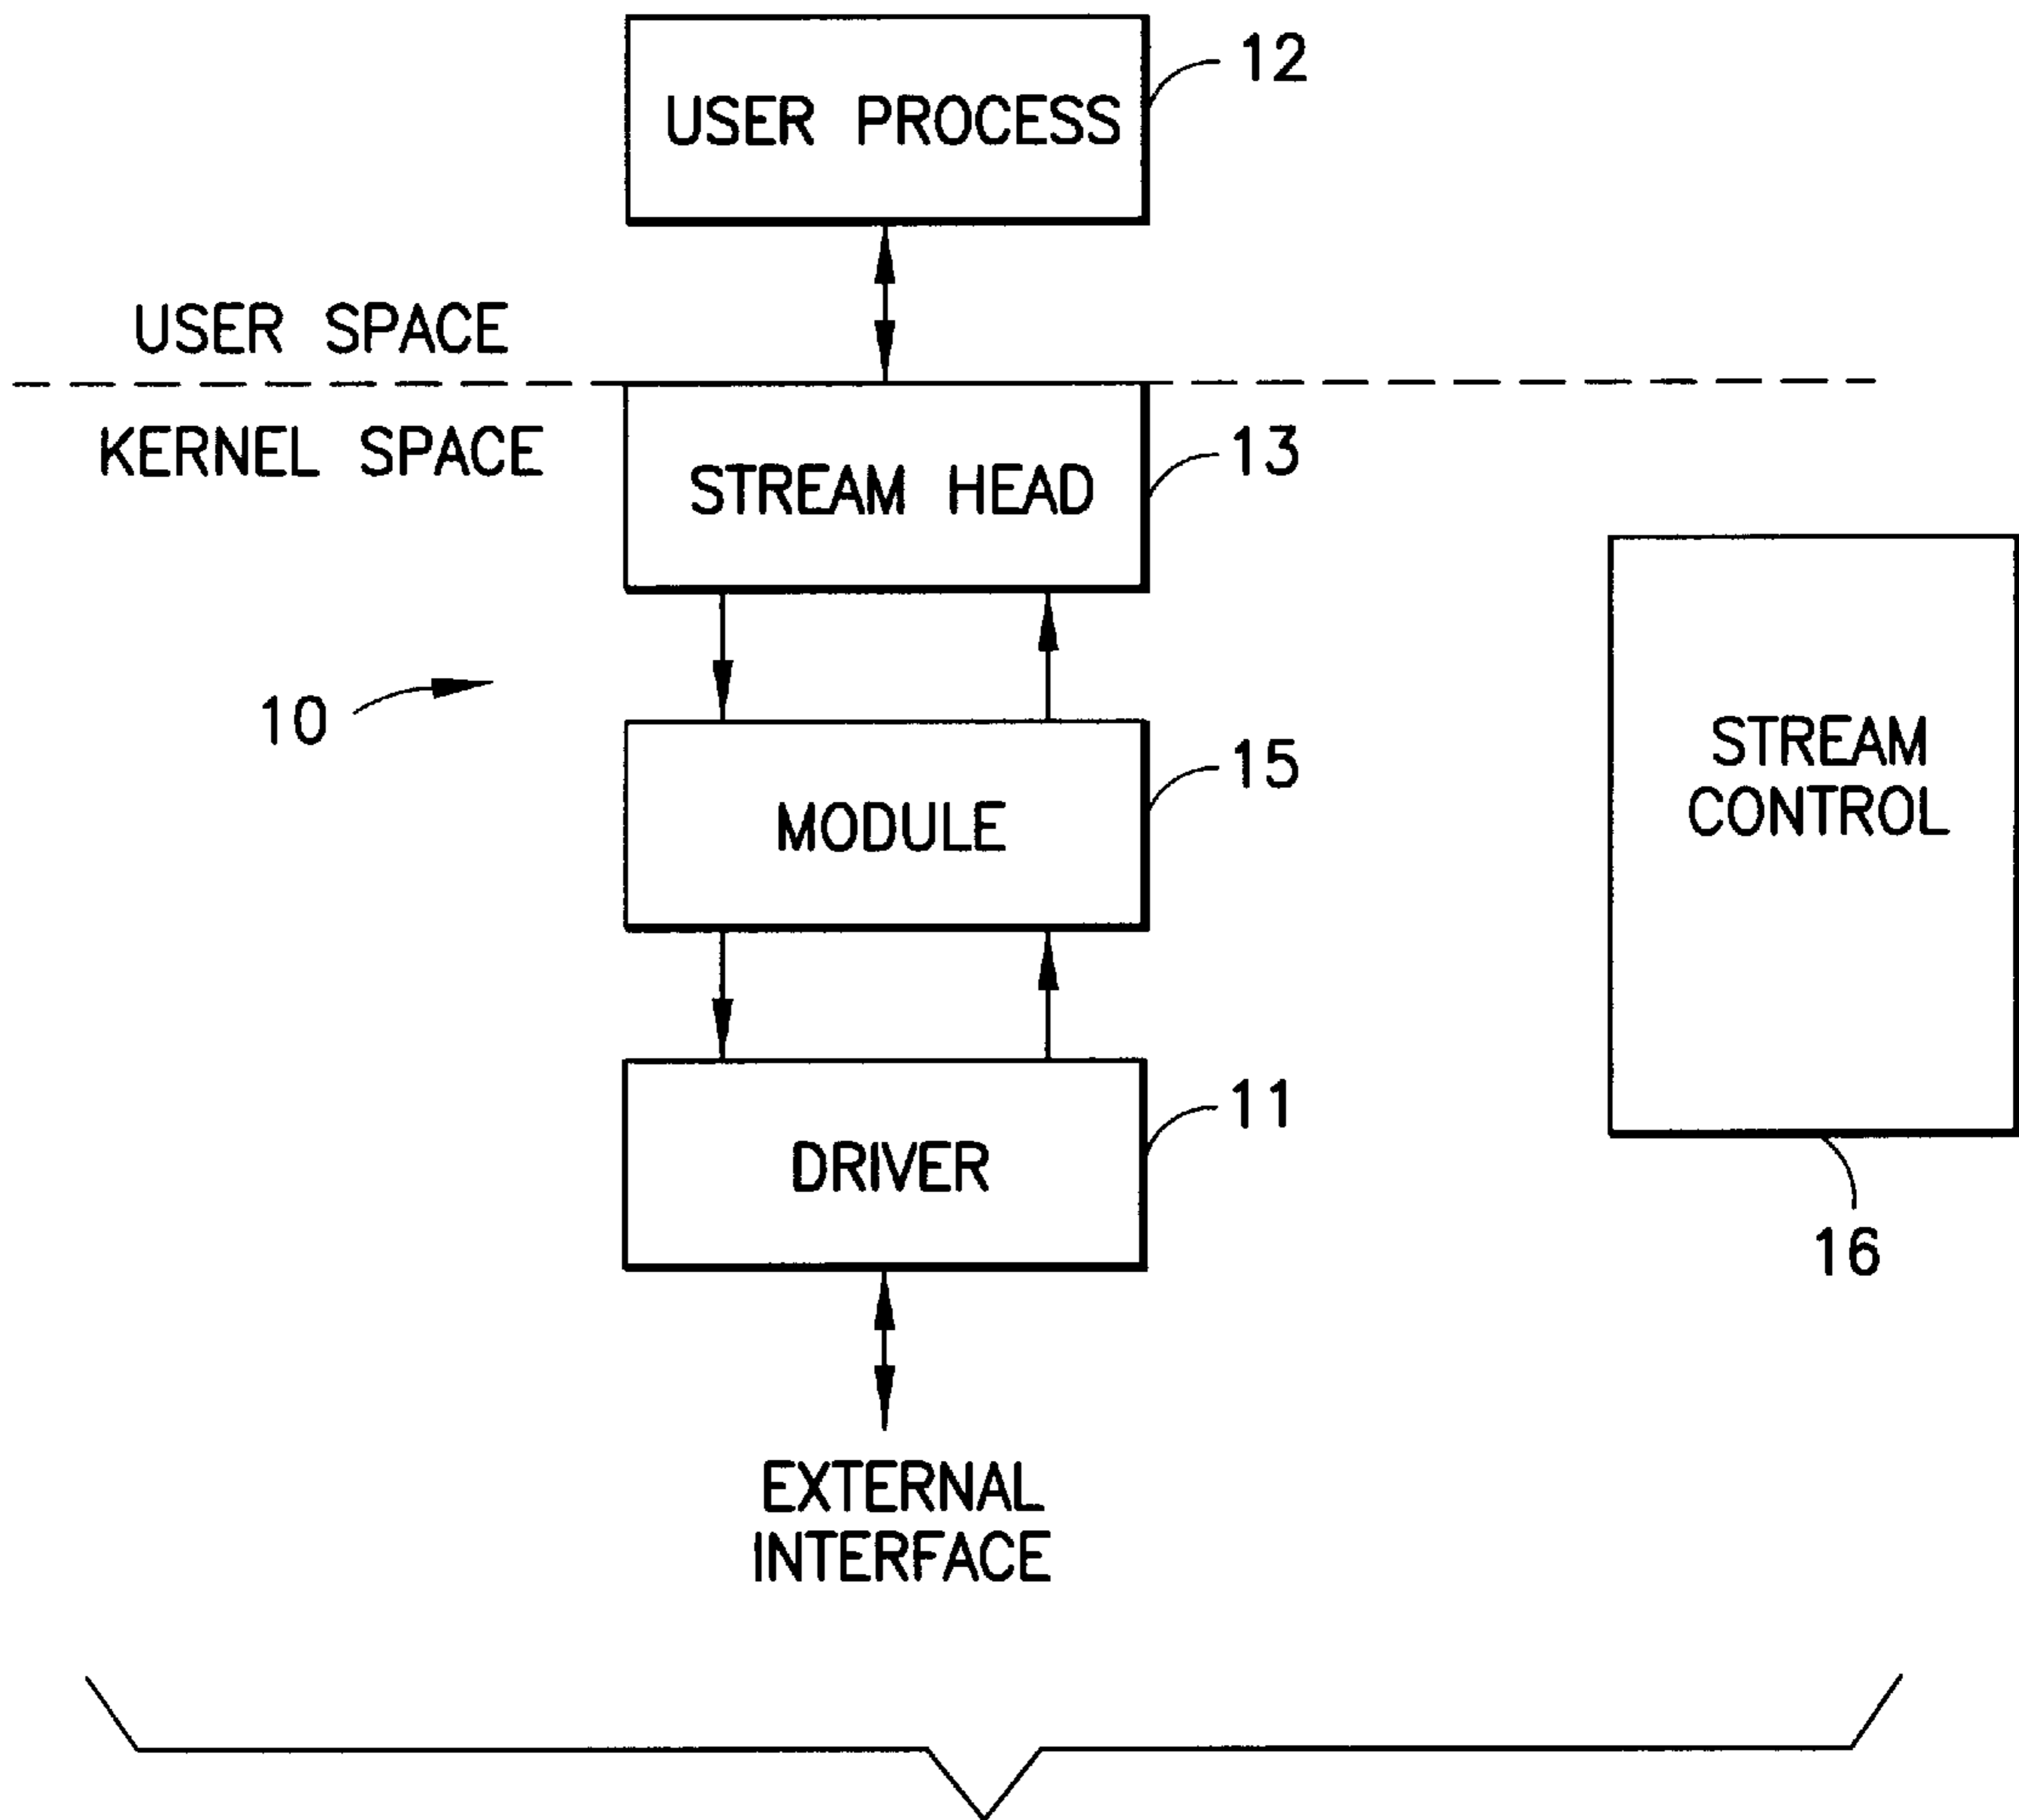 USER PROCESS
12
USER SPACE
KERNEL SPACE
STREAM HEAD
13
10
MODULE
15
STREAM
CONTROL
DRIVER
11
16
EXTERNAL
INTERFACE